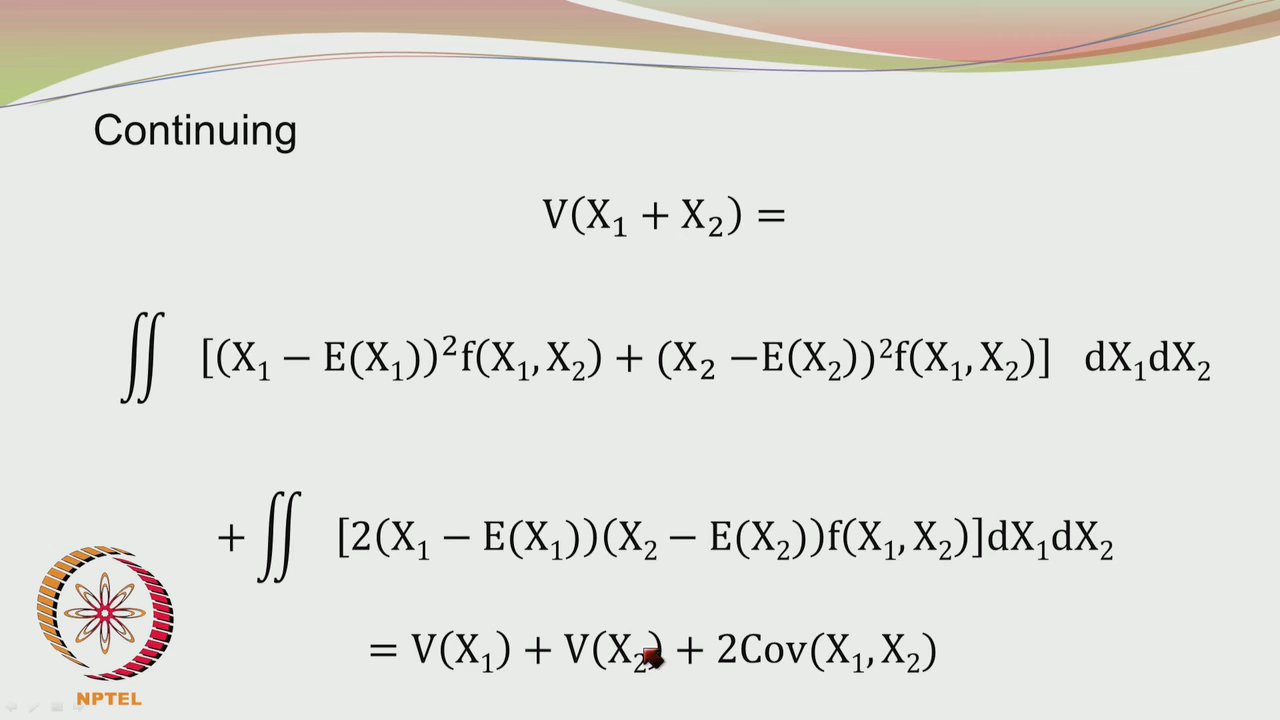 Continuing
V(X₁ + X₂) =
∬ [(X₁ − E(X₁))²f(X₁,X₂) + (X₂ −E(X₂))²f(X₁,X₂)] dX₁dX₂
+ ∬ [2(X₁ − E(X₁))(X₂ − E(X₂))f(X₁,X₂)]dX₁dX₂
= V(X₁) + V(X₂) + 2Cov(X₁,X₂)
NPTEL